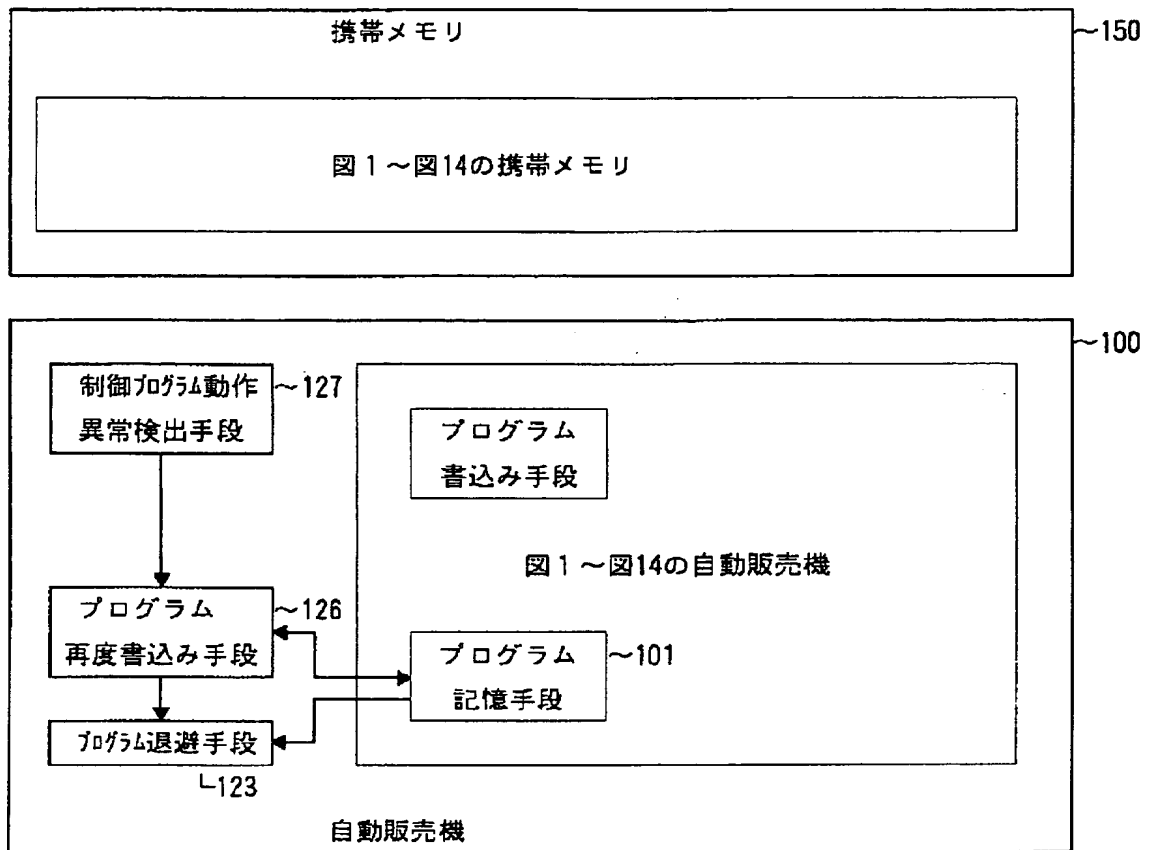 携帯メモリ
~150
図1~図14の携帯メモリ
~100
制御プログラム動作
異常検出手段
~127
プログラム
書込み手段
図1~図14の自動販売機
プログラム
再度書込み手段
~126
プログラム
記憶手段
~101
プログラム退避手段
123
自動販売機